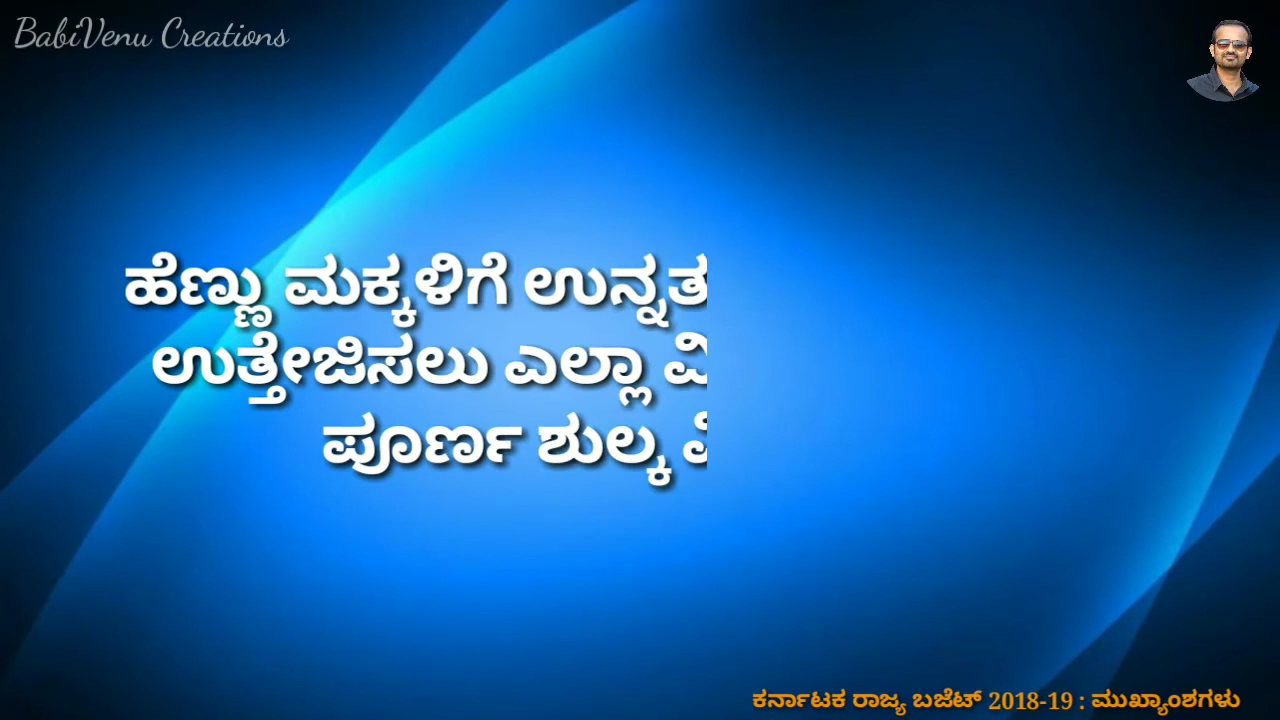 BabiVenu Creations
ಹೆಣ್ಣು ಮಕ್ಕಳಿಗೆ ಉನ್ನತ
ಉತ್ತೇಜಿಸಲು ಎಲ್ಲಾ
ಪೂರ್ಣ ಶುಲ್ಕ
ಕರ್ನಾಟಕ ರಾಜ್ಯ ಬಜೆಟ್ 2018-19 : ಮುಖ್ಯಾಂಶಗಳು